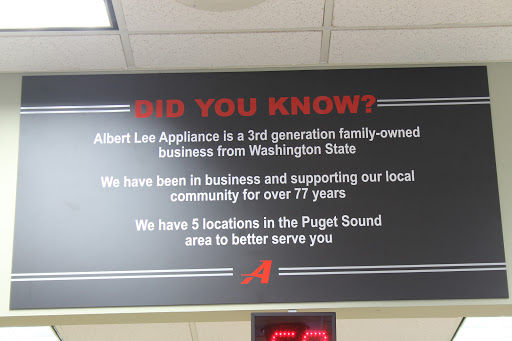 DID YOU KNOW?
Albert Lee Appliance is a 3rd generation family-owned
business from Washington State
We have been in business and supporting our local
community for over 77 years
We have 5 locations in the Puget Sound
area to better serve you
A